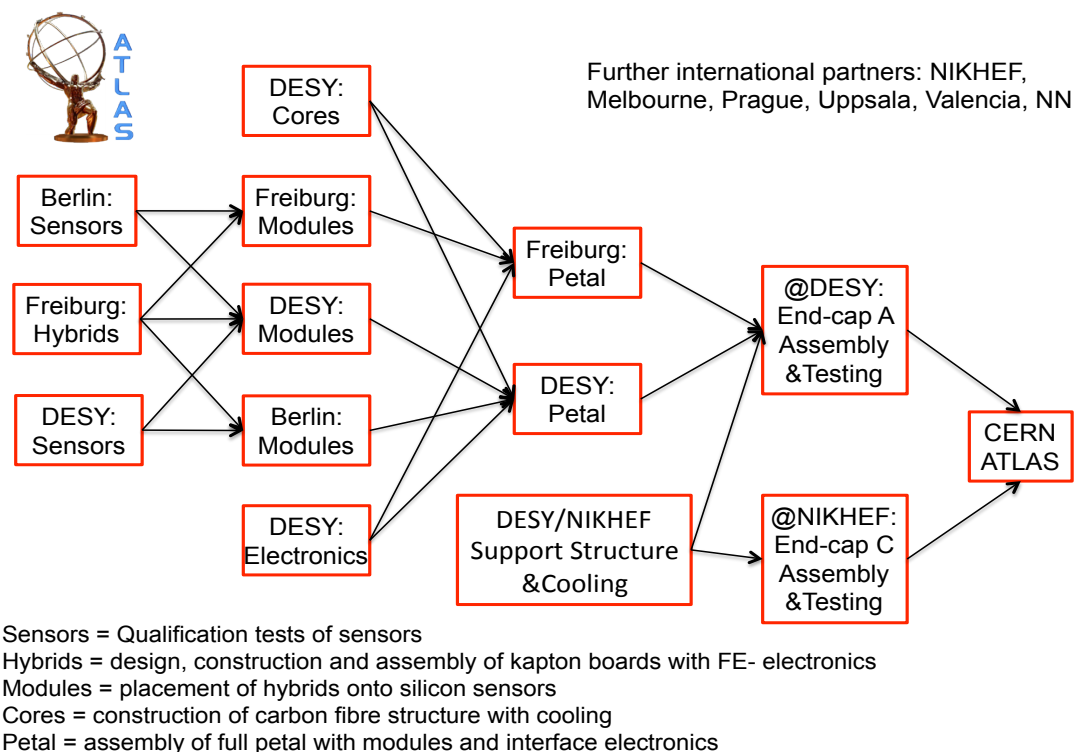 ATLAS
Further international partners: NIKHEF,
Melbourne, Prague, Uppsala, Valencia, NN
DESY:
Cores
Berlin:
Sensors
Freiburg:
Modules
Freiburg:
Hybrids
DESY:
Modules
DESY:
Sensors
Berlin:
Modules
DESY:
Electronics
Freiburg:
Petal
DESY:
Petal
DESY/NIKHEF
Support Structure
&Cooling
@DESY:
End-cap A
Assembly
&Testing
@NIKHEF:
End-cap C
Assembly
&Testing
CERN
ATLAS
Sensors = Qualification tests of sensors
Hybrids = design, construction and assembly of kapton boards with FE- electronics
Modules = placement of hybrids onto silicon sensors
Cores = construction of carbon fibre structure with cooling
Petal = assembly of full petal with modules and interface electronics